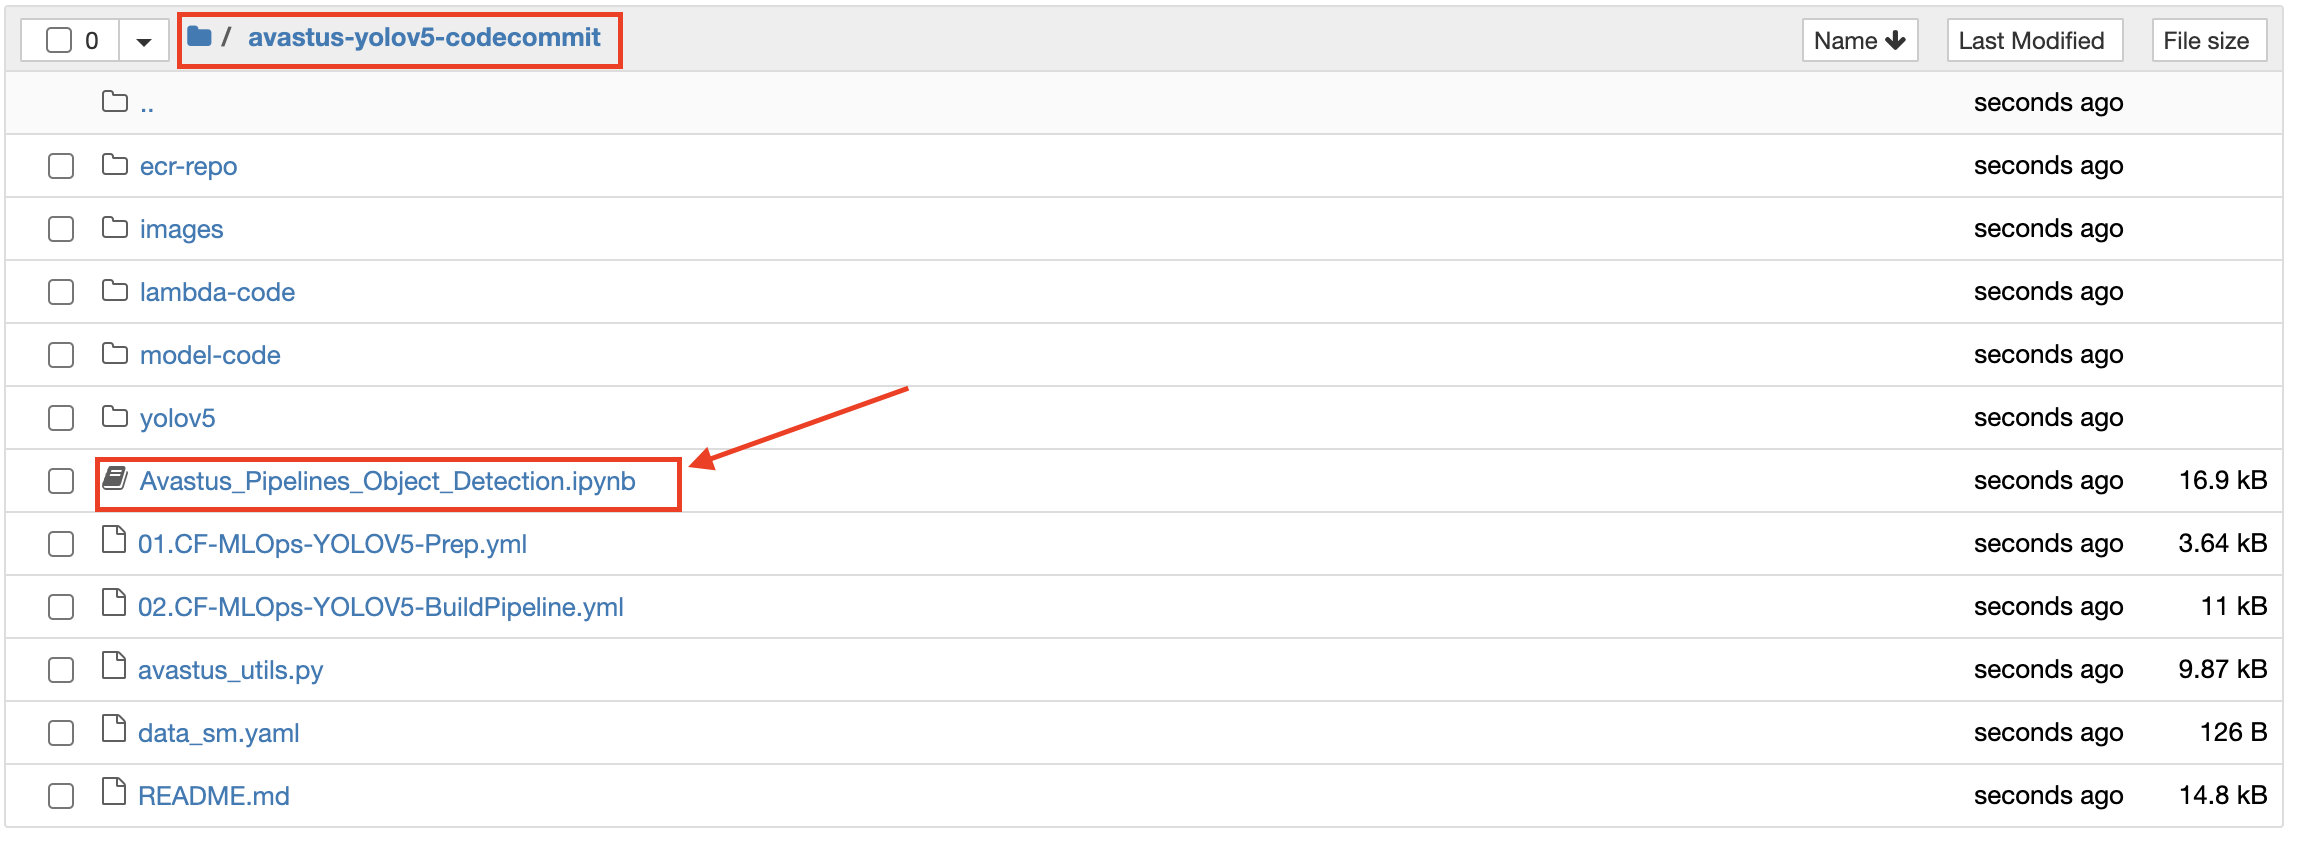 0 / avastus-yolov5-codecommit Name Last Modified File size
.. seconds ago
ecr-repo seconds ago
images seconds ago
lambda-code seconds ago
model-code seconds ago
yolov5 seconds ago
Avastus_Pipelines_Object_Detection.ipynb seconds ago 16.9 kB
01.CF-MLOps-YOLOV5-Prep.yml seconds ago 3.64 kB
02.CF-MLOps-YOLOV5-BuildPipeline.yml seconds ago 11 kB
avastus_utils.py seconds ago 9.87 kB
data_sm.yaml seconds ago 126 B
README.md seconds ago 14.8 kB